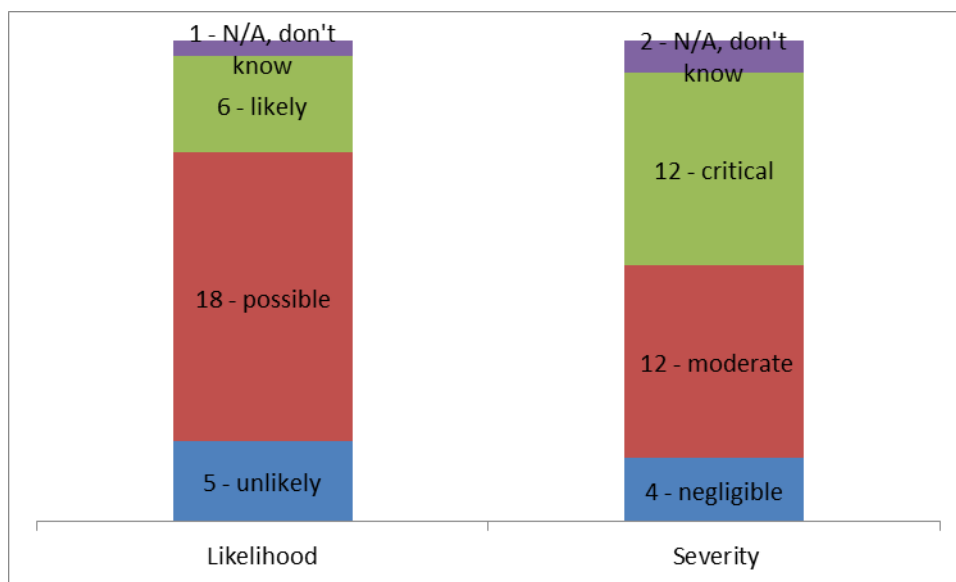 1 - N/A, don't
know
6 - likely
18 - possible
5 - unlikely
Likelihood
2 - N/A, don't
know
12 - critical
12 - moderate
4 - negligible
Severity